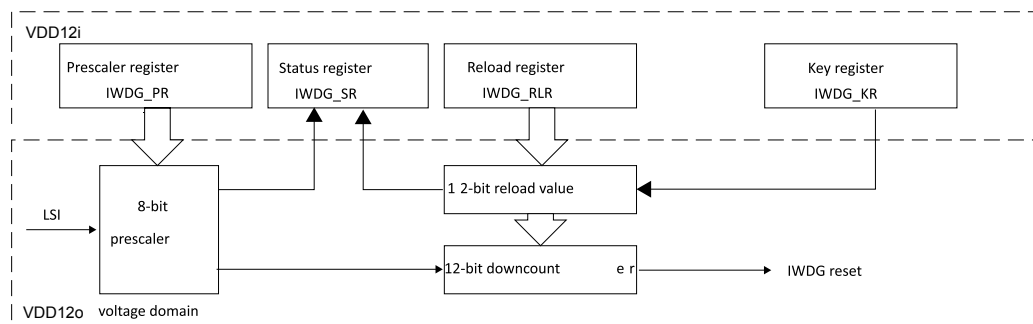 VDD12i
Prescaler register
IWDG_PR
Status register
IWDG_SR
Reload register
IWDG_RLR
Key register
IWDG_KR
LSI
8-bit
prescaler
1 2-bit reload value
12-bit downcount e r
IWDG reset
VDD12o voltage domain